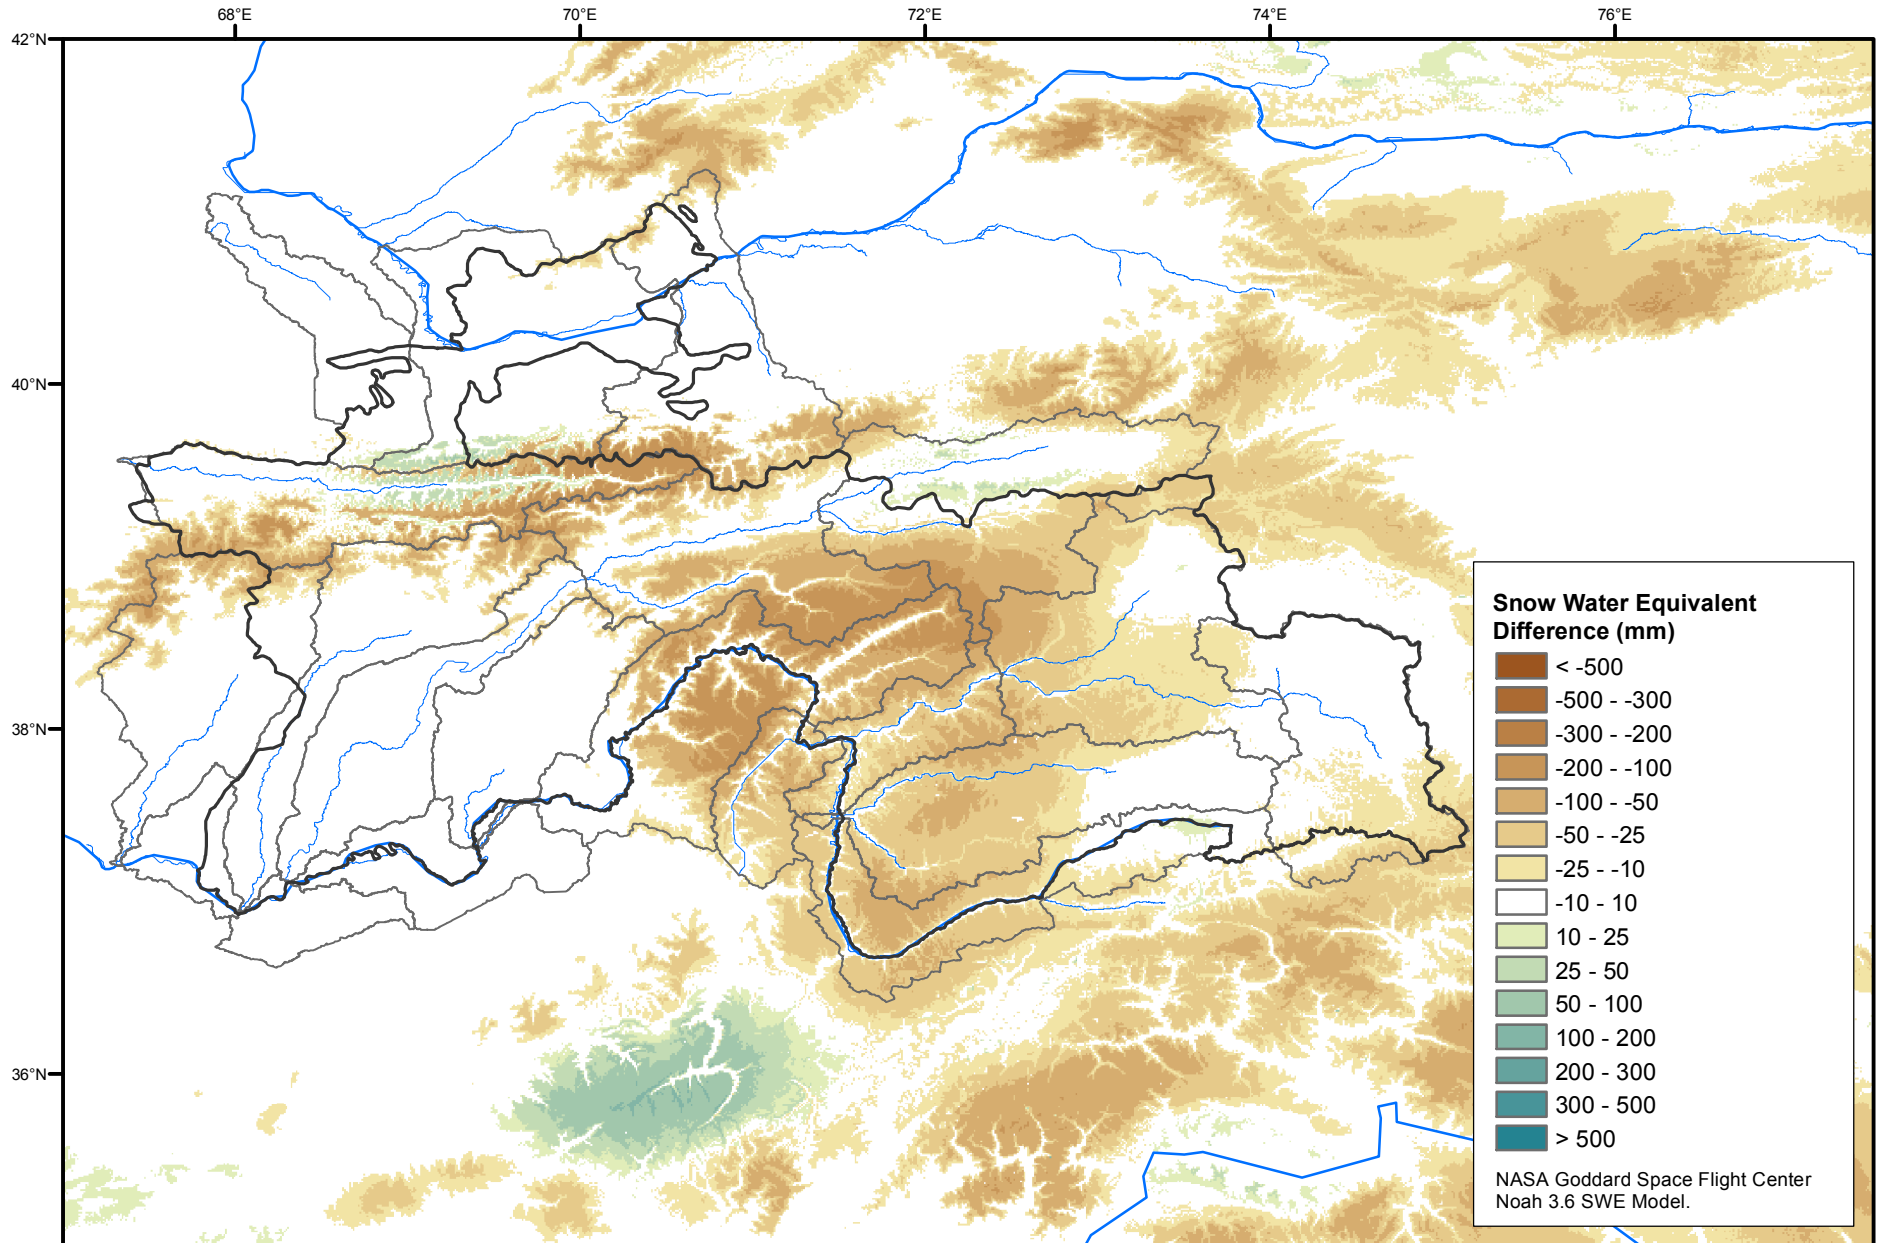 68°E 70°E 72°E 74°E 76°E
42°N
40°N
38°N
36°N
Snow Water Equivalent
Difference (mm)
< -500
-500 - -300
-300 - -200
-200 - -100
-100 - -50
-50 - -25
-25 - -10
-10 - 10
10 - 25
25 - 50
50 - 100
100 - 200
200 - 300
300 - 500
> 500
NASA Goddard Space Flight Center
Noah 3.6 SWE Model.